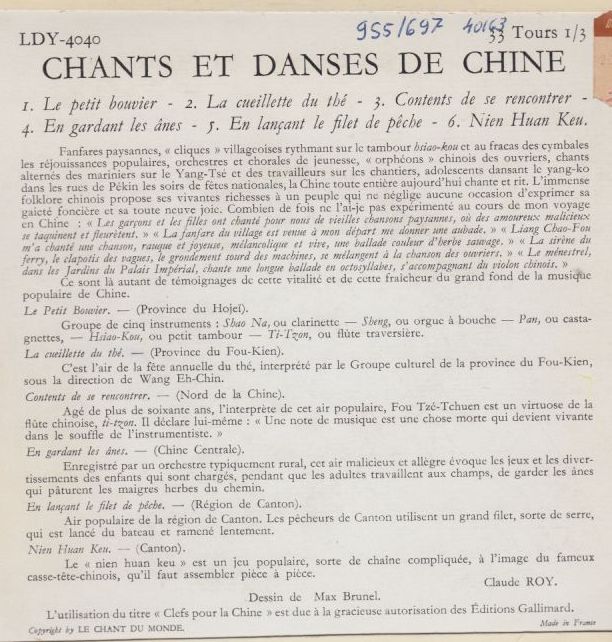 955/697 40163
LDY-4040
33 Tours 1/3
CHANTS ET DANSES DE CHINE
1. Le petit bouvier - 2. La cueillette du thé - 3. Contents de se rencontrer -
4. En gardant les ânes - 5. En lançant le filet de pêche - 6. Nien Huan Keu.
Fanfares paysannes, « cliques » villageoises rythmant sur le tambour hsiao-kou et au fracas des cymbales
les réjouissances populaires, orchestres et chorales de jeunesse, « orphéons » chinois des ouvriers, chants
alternés des mariniers sur le Yang-Tsé et des travailleurs sur les chantiers, adolescents dansant le yang-ko
dans les rues de Pékin les soirs de fêtes nationales, la Chine toute entière aujourd'hui chante et rit. L'immense
folklore chinois propose ses vivantes richesses à un peuple qui ne néglige aucune occasion d'exprimer sa
gaieté foncière et sa toute neuve joie. Combien de fois ne l'ai-je pas expérimenté au cours de mon voyage
en Chine : « Les garçons et les filles ont chanté pour nous de vieilles chansons paysannes, où des amoureux malicieux
se taquinent et fleurètent. » « La fanfare du village est venue à mon départ me donner une aubade. » « Liang Chao-Fou
m'a chanté une chanson, rauque et joyeuse, mélancolique et vive, une ballade couleur d'herbe sauvage. » « La sirène du
ferry, le clapotis des vagues, le grondement sourd des machines, se mélangent à la chanson des ouvriers. » « Le ménestrel,
dans les Jardins du Palais Impérial, chante une longue ballade en octosyllabes, s'accompagnant du violon chinois. »
Ce sont là autant de témoignages de cette vitalité et de cette fraîcheur du grand fond de la musique
populaire de Chine.
Le Petit Bouvier. — (Province du Hojeï).
Groupe de cinq instruments : Shao Na, ou clarinette — Sheng, ou orgue à bouche — Pan, ou casta-
gnettes, — Hsiao-Kou, ou petit tambour — Ti-Tzon, ou flûte traversière.
La cueillette du thé. — (Province du Fou-Kien).
C'est l'air de la fête annuelle du thé, interprété par le Groupe culturel de la province du Fou-Kien,
sous la direction de Wang Eh-Chin.
Contents de se rencontrer. — (Nord de la Chine).
Agé de plus de soixante ans, l'interprète de cet air populaire, Fou Tzé-Tchuen est un virtuose de la
flûte chinoise, ti-tzon. Il déclare lui-même : « Une note de musique est une chose morte qui devient vivante
dans le souffle de l'instrumentiste. »
En gardant les ânes. — (Chine Centrale).
Enregistré par un orchestre typiquement rural, cet air malicieux et allègre évoque les jeux et les diver-
tissements des enfants qui sont chargés, pendant que les adultes travaillent aux champs, de garder les ânes
qui pâturent les maigres herbes du chemin.
En lançant le filet de pêche. — (Région de Canton).
Air populaire de la région de Canton. Les pêcheurs de Canton utilisent un grand filet, sorte de serre,
qui est lancé du bateau et ramené lentement.
Nien Huan Keu. — (Canton).
Le « nien huan keu » est un jeu populaire, sorte de chaîne compliquée, à l'image du fameux
casse-tête-chinois, qu'il faut assembler pièce à pièce.
Claude ROY.
Dessin de Max Brunel.
L'utilisation du titre « Clefs pour la Chine » est due à la gracieuse autorisation des Éditions Gallimard.
Copyright by LE CHANT DU MONDE.
Made in France